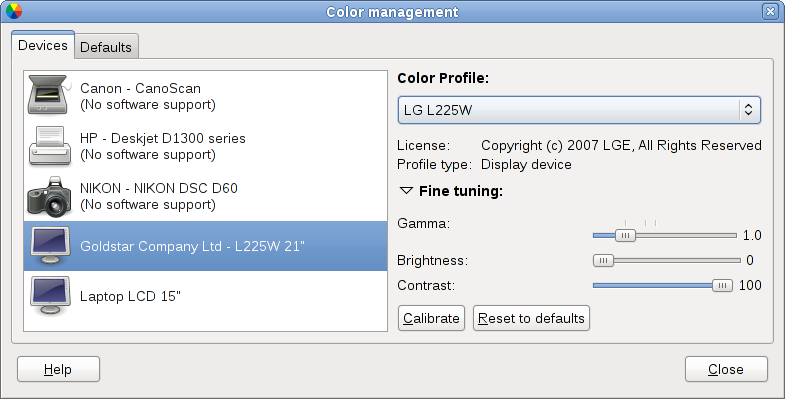 Color management
Devices
Defaults
Canon - CanoScan
(No software support)
HP - Deskjet D1300 series
(No software support)
NIKON - NIKON DSC D60
(No software support)
Goldstar Company Ltd - L225W 21"
Laptop LCD 15"
Color Profile:
LG L225W
License: Copyright (c) 2007 LGE, All Rights Reserved
Profile type: Display device
Fine tuning:
Gamma: 1.0
Brightness: 0
Contrast: 100
Calibrate
Reset to defaults
Help
Close